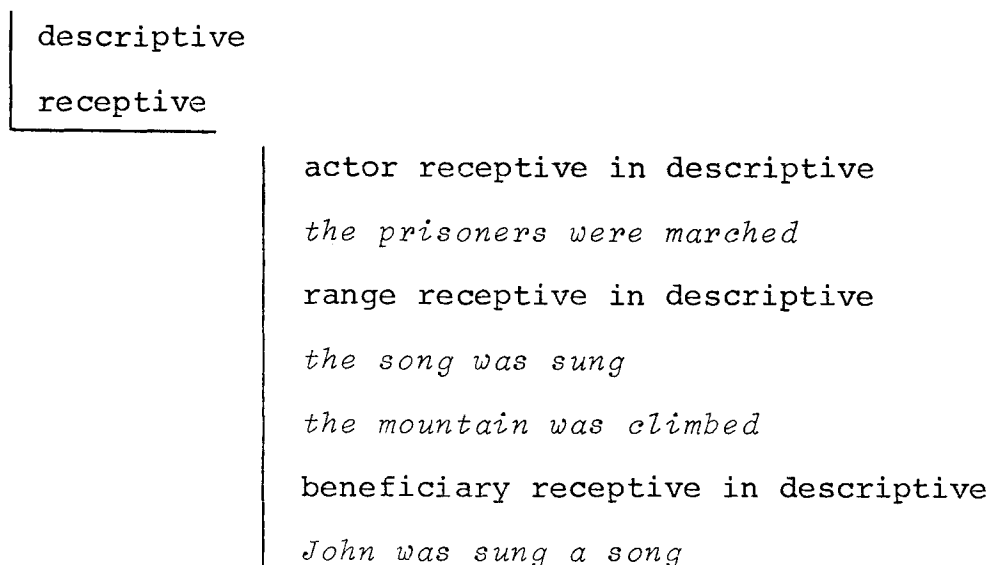 descriptive
receptive
actor receptive in descriptive
the prisoners were marched
range receptive in descriptive
the song was sung
the mountain was climbed
beneficiary receptive in descriptive
John was sung a song